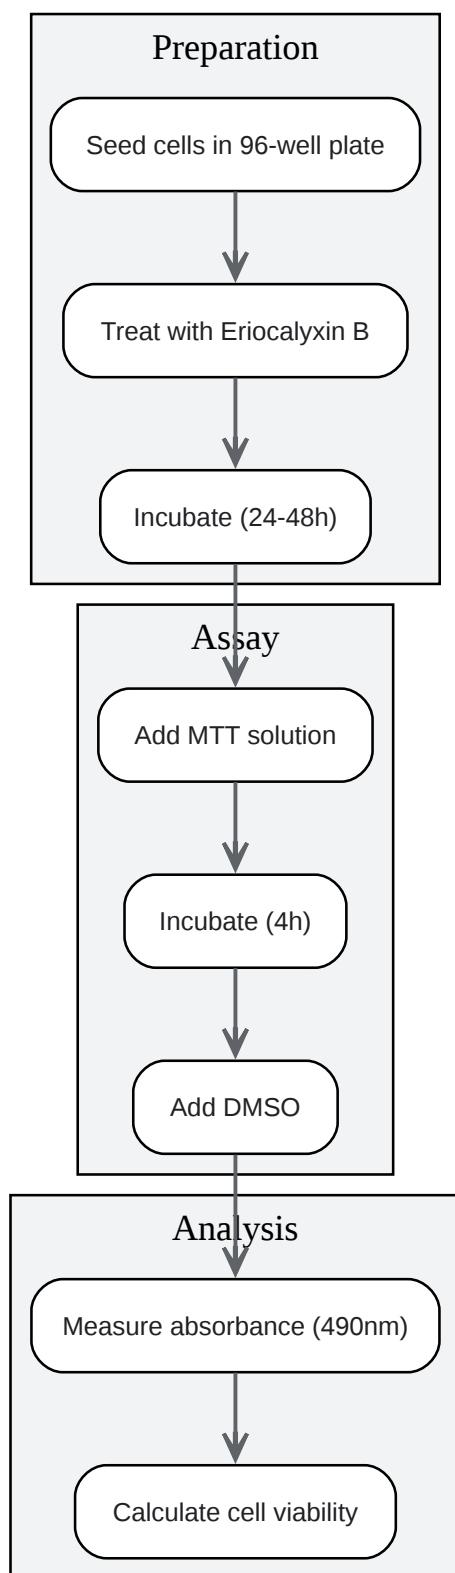 Preparation
Seed cells in 96-well plate
Treat with Eriocalyxin B
Incubate (24-48h)
Assay
Add MTT solution
Incubate (4h)
Add DMSO
Analysis
Measure absorbance (490nm)
Calculate cell viability